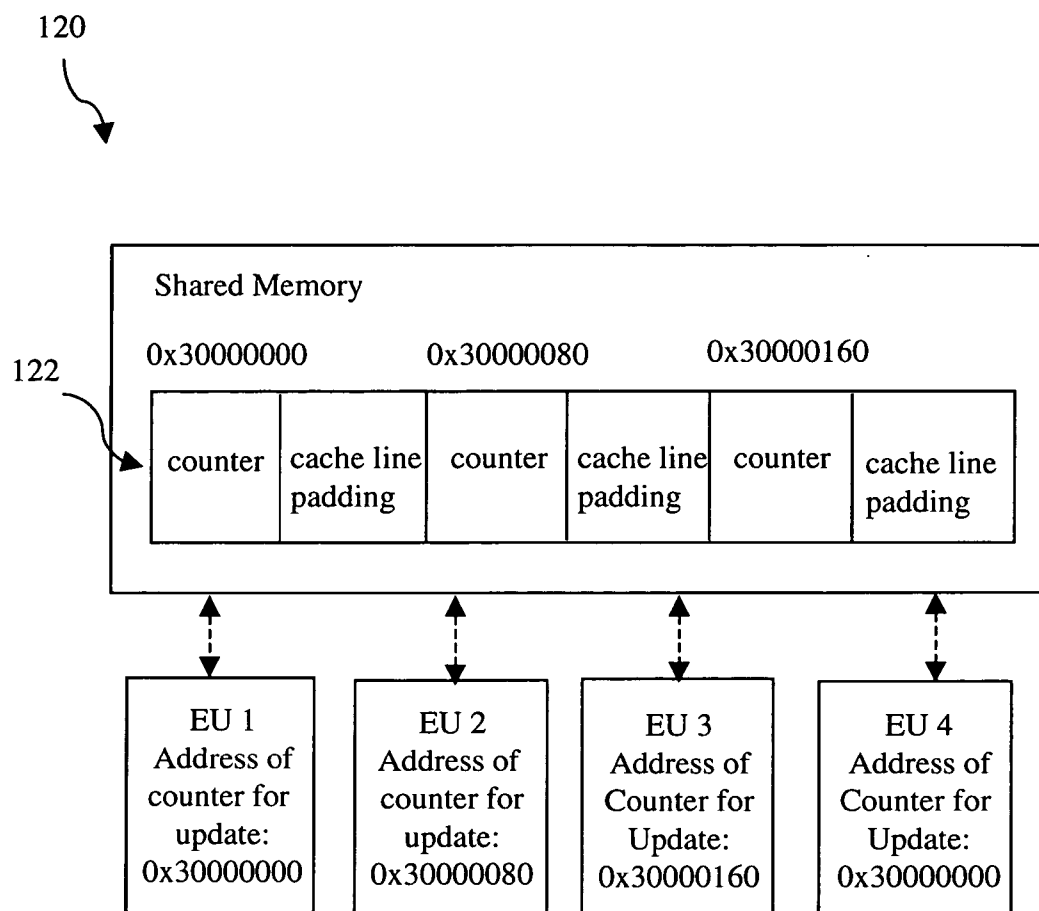 120
Shared Memory
0x30000000 0x30000080 0x30000160
122
counter
cache line
padding
counter
cache line
padding
counter
cache line
padding
EU 1
Address of
counter for
update:
0x30000000
EU 2
Address of
counter for
update:
0x30000080
EU 3
Address of
Counter for
Update:
0x30000160
EU 4
Address of
Counter for
Update:
0x30000000